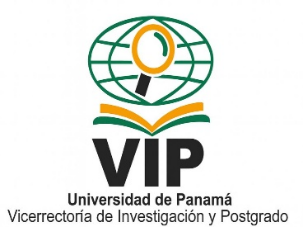 VIP
Universidad de Panamá
Vicerrectoría de Investigación y Postgrado